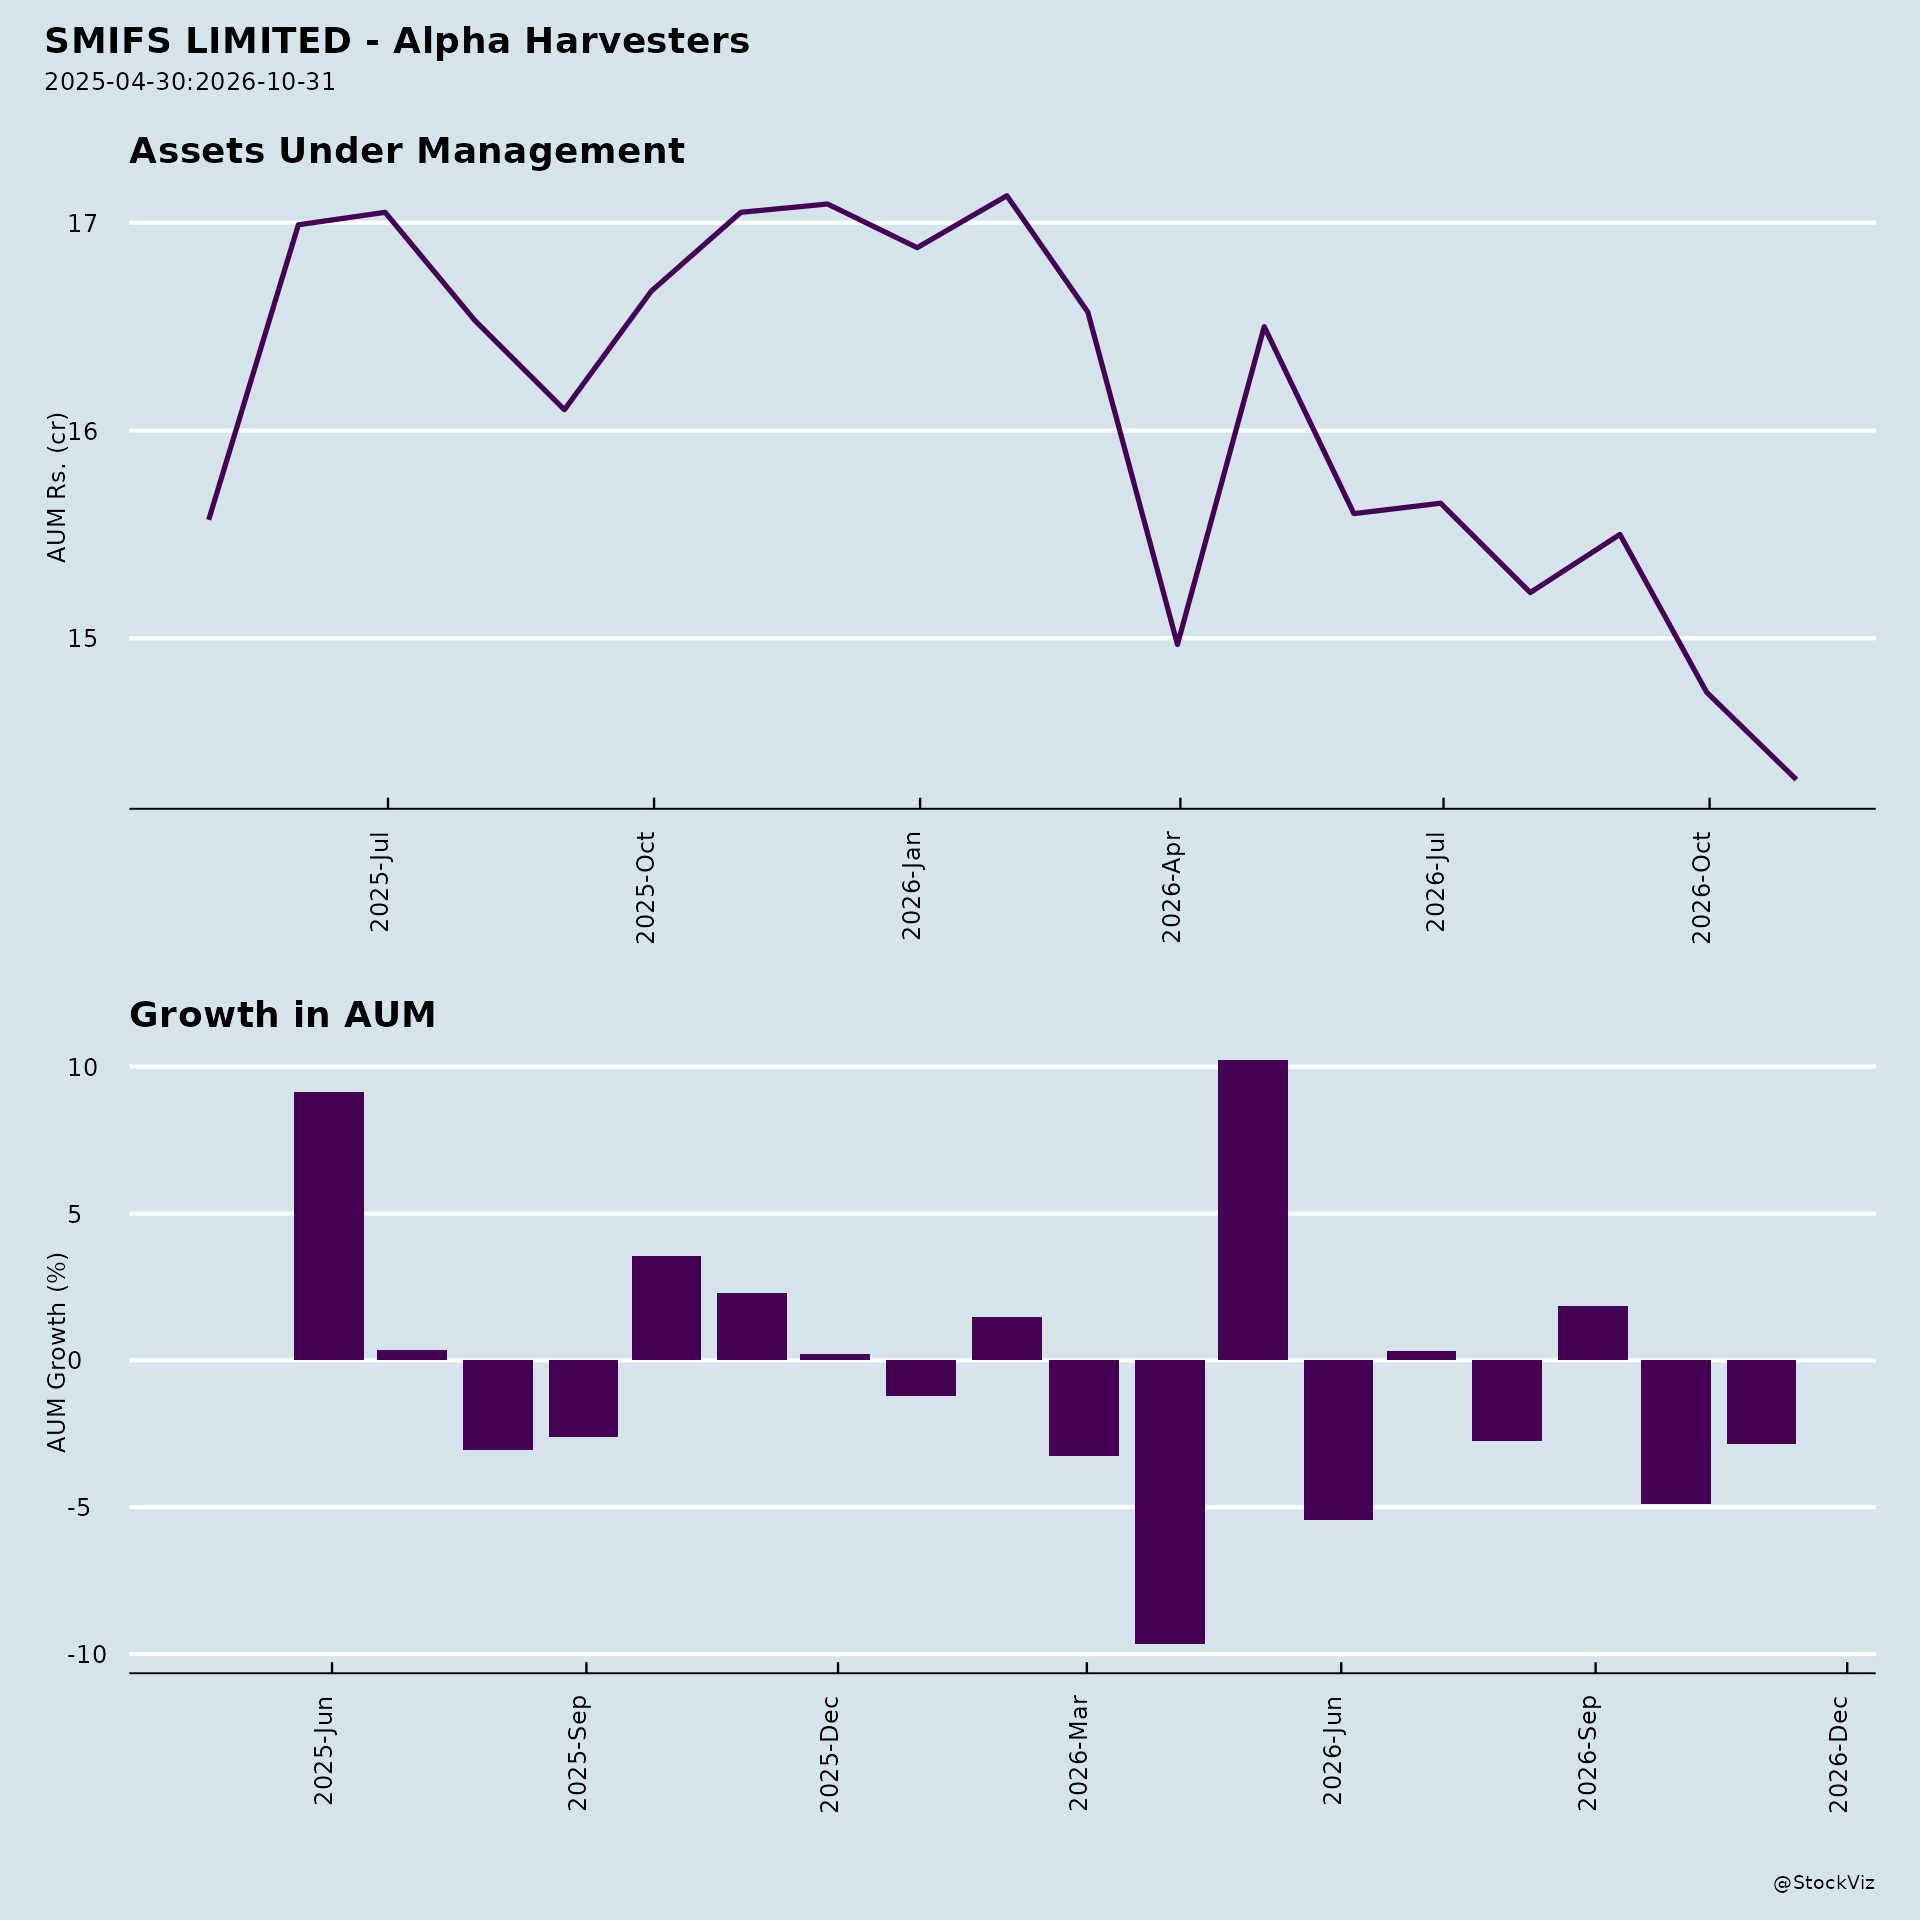 SMIFS LIMITED - Alpha Harvesters
2025-04-30:2026-10-31
Assets Under Management
AUM Rs. (cr)
17
16
15
2025-Jul
2025-Oct
2026-Jan
2026-Apr
2026-Jul
2026-Oct
Growth in AUM
AUM Growth (%)
10
5
0
-5
-10
2025-Jun
2025-Sep
2025-Dec
2026-Mar
2026-Jun
2026-Sep
2026-Dec
@StockViz